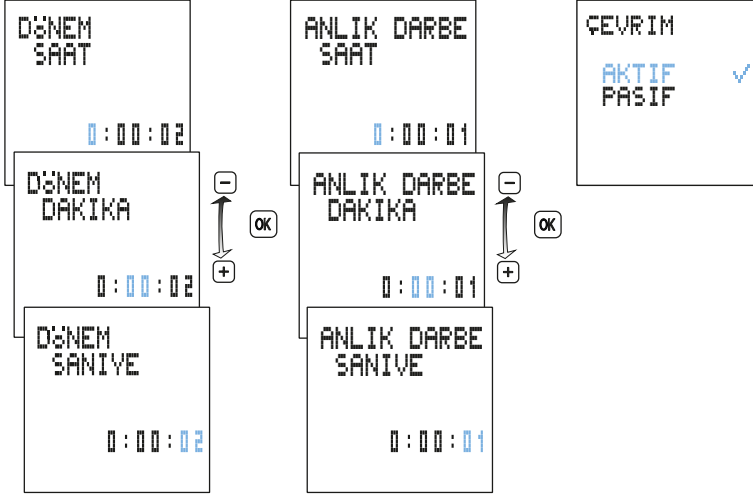 DÖNEM
SAAT
0:00:02
DÖNEM
DAKIKA
0:00:02
DÖNEM
SANIYE
0:00:02
−
OK
+
ANLIK DARBE
SAAT
0:00:01
ANLIK DARBE
DAKIKA
0:00:01
ANLIK DARBE
SANIVE
0:00:01
−
OK
+
ÇEVRIM
AKTIF ✓
PASIF